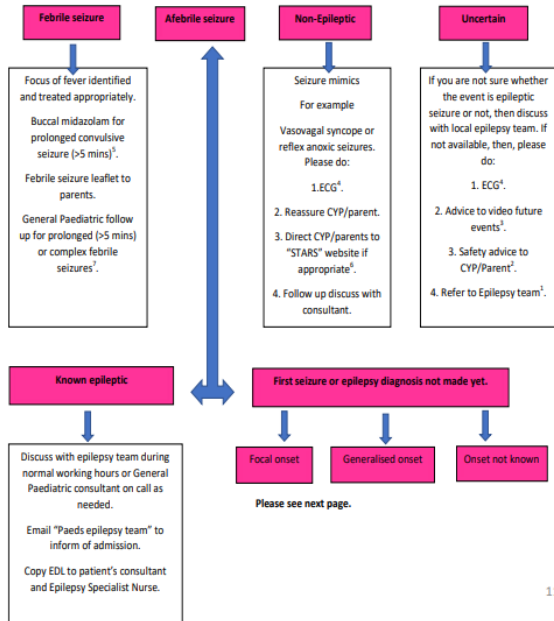 Febrile seizure
Afebrile seizure
Non-Epileptic
Uncertain
Focus of fever identified
and treated appropriately.
Buccal midazolam for
prolonged convulsive
seizure (>5 mins)⁵.
Febrile seizure leaflet to
parents.
General Paediatric follow
up for prolonged (>5 mins)
or complex febrile
seizures⁷.
Seizure mimics
For example
Vasovagal syncope or
reflex anoxic seizures.
Please do:
1.ECG⁴.
2. Reassure CYP/parent.
3. Direct CYP/parents to
“STARS” website if
appropriate⁶.
4. Follow up discuss with
consultant.
If you are not sure whether
the event is epileptic
seizure or not, then discuss
with local epilepsy team. If
not available, then, please
do:
1. ECG⁴.
2. Advice to video future
events³.
3. Safety advice to
CYP/Parent².
4. Refer to Epilepsy team¹.
Known epileptic
First seizure or epilepsy diagnosis not made yet.
Discuss with epilepsy team during
normal working hours or General
Paediatric consultant on call as
needed.
Email “Paeds epilepsy team” to
inform of admission.
Copy EDL to patient’s consultant
and Epilepsy Specialist Nurse.
Focal onset
Generalised onset
Onset not known
Please see next page.